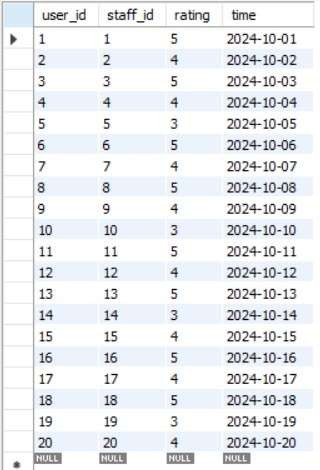 user_id staff_id rating time
1 1 5 2024-10-01
2 2 4 2024-10-02
3 3 5 2024-10-03
4 4 4 2024-10-04
5 5 3 2024-10-05
6 6 5 2024-10-06
7 7 4 2024-10-07
8 8 5 2024-10-08
9 9 4 2024-10-09
10 10 3 2024-10-10
11 11 5 2024-10-11
12 12 4 2024-10-12
13 13 5 2024-10-13
14 14 3 2024-10-14
15 15 4 2024-10-15
16 16 5 2024-10-16
17 17 4 2024-10-17
18 18 5 2024-10-18
19 19 3 2024-10-19
20 20 4 2024-10-20
NULL NULL NULL NULL